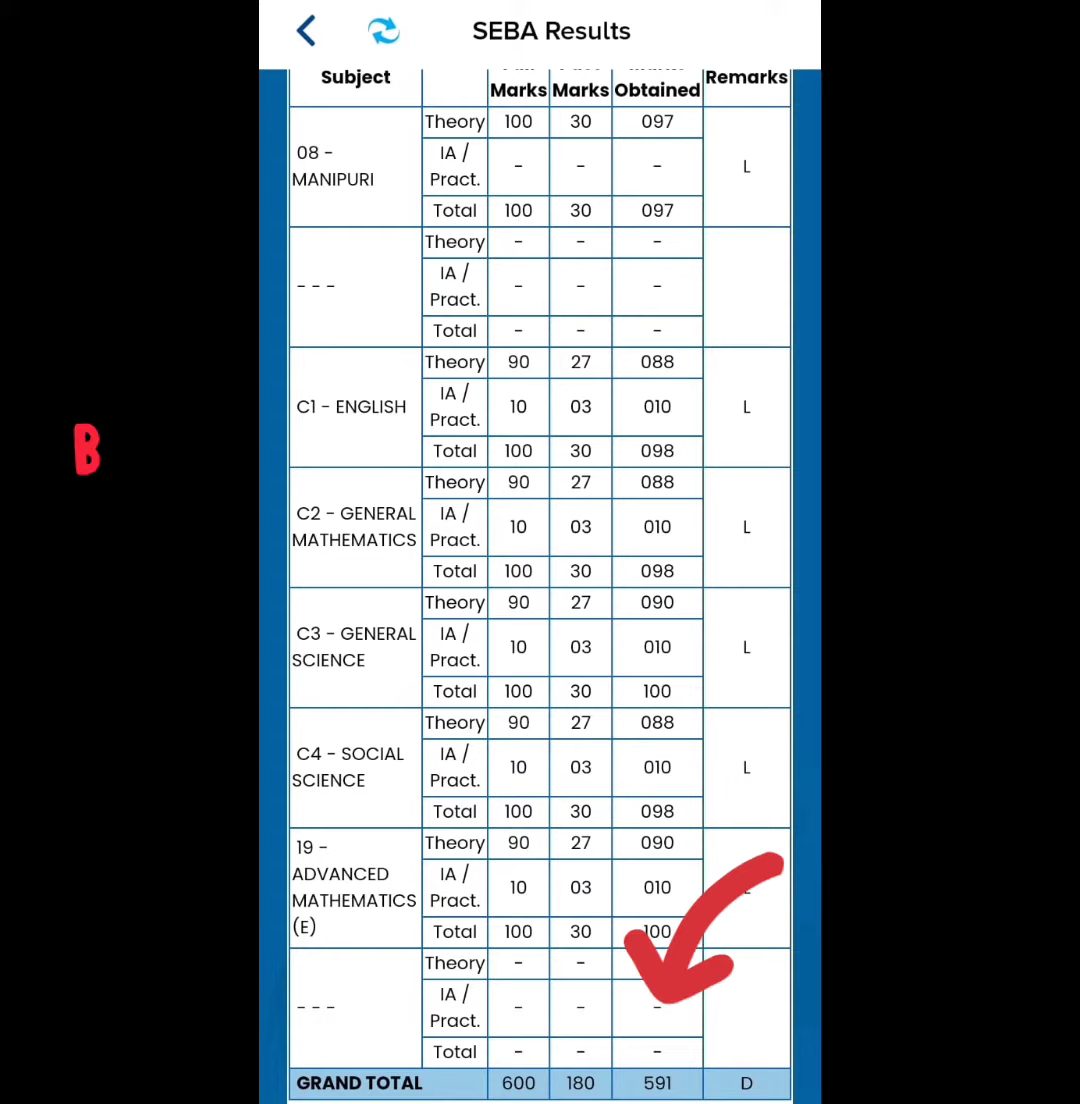 SEBA Results
Subject Marks Marks Obtained Remarks
08 - MANIPURI
Theory 100 30 097
IA / Pract. - - -
L
Total 100 30 097
- - -
Theory - - -
IA / Pract. - - -
Total - - -
C1 - ENGLISH
Theory 90 27 088
IA / Pract. 10 03 010
L
Total 100 30 098
B
C2 - GENERAL MATHEMATICS
Theory 90 27 088
IA / Pract. 10 03 010
L
Total 100 30 098
C3 - GENERAL SCIENCE
Theory 90 27 090
IA / Pract. 10 03 010
L
Total 100 30 100
C4 - SOCIAL SCIENCE
Theory 90 27 088
IA / Pract. 10 03 010
L
Total 100 30 098
19 - ADVANCED MATHEMATICS (E)
Theory 90 27 090
IA / Pract. 10 03 010
Total 100 30 100
- - -
Theory - -
IA / Pract. - - -
Total - - -
GRAND TOTAL 600 180 591 D